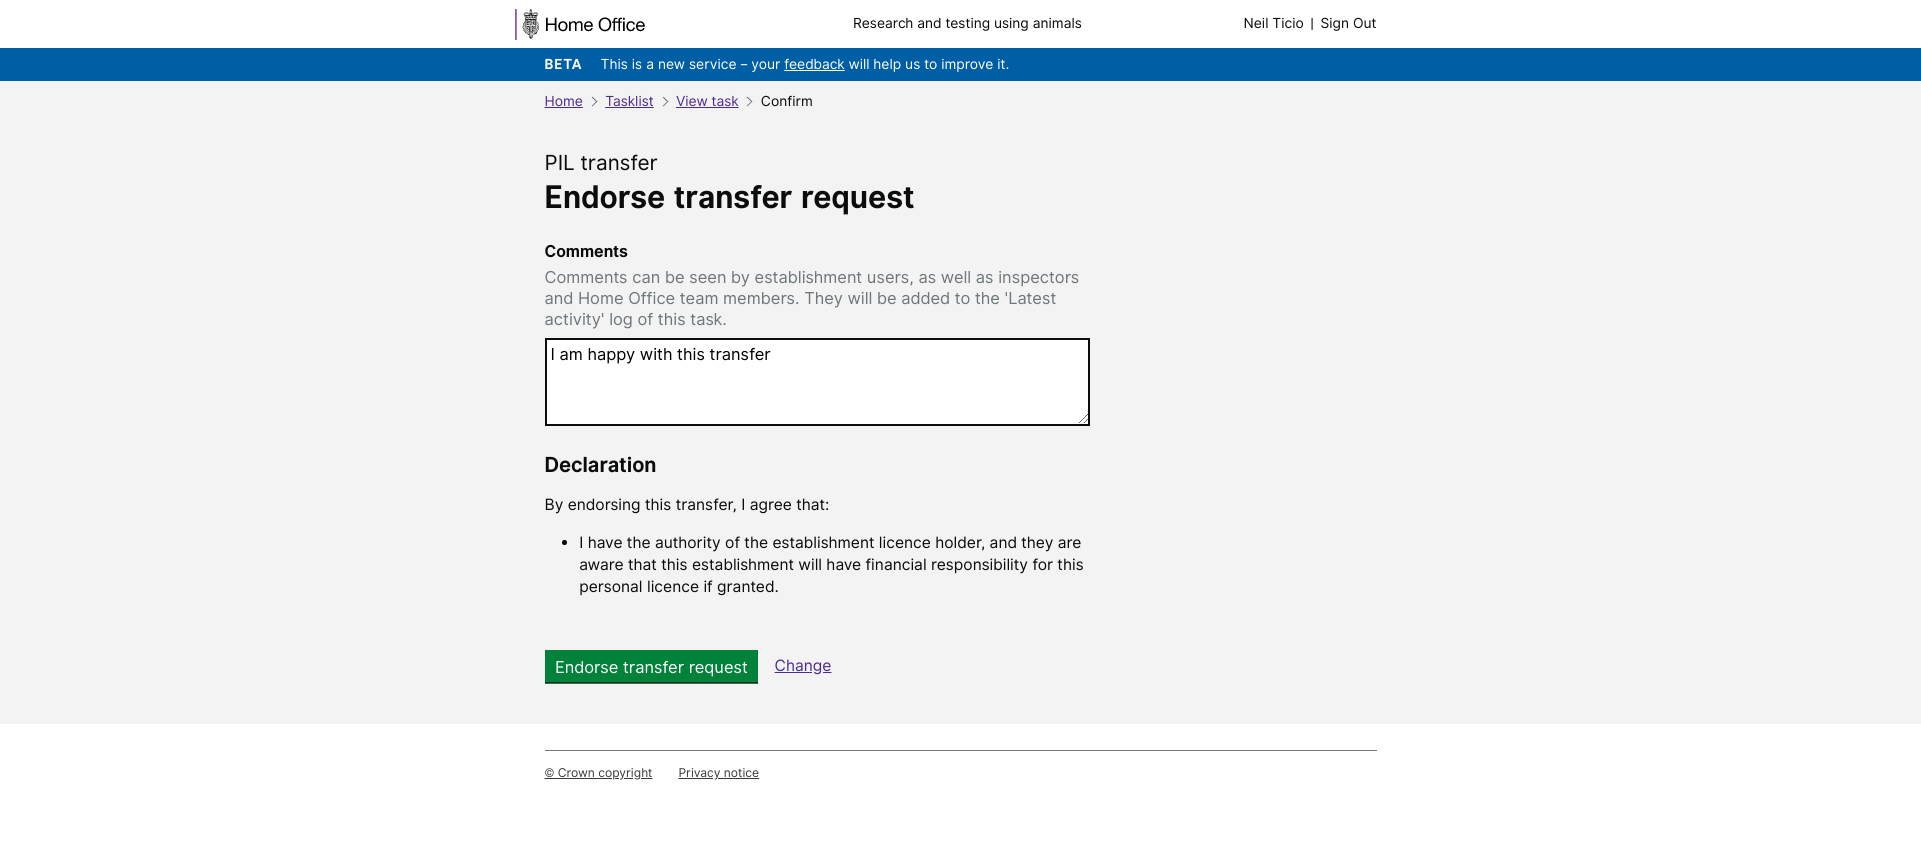 Home Office
Research and testing using animals
Neil Ticio | Sign Out
BETA This is a new service – your feedback will help us to improve it.
Home > Tasklist > View task > Confirm
PIL transfer
Endorse transfer request
Comments
Comments can be seen by establishment users, as well as inspectors
and Home Office team members. They will be added to the 'Latest
activity' log of this task.
I am happy with this transfer
Declaration
By endorsing this transfer, I agree that:
• I have the authority of the establishment licence holder, and they are
aware that this establishment will have financial responsibility for this
personal licence if granted.
Endorse transfer request Change
© Crown copyright Privacy notice